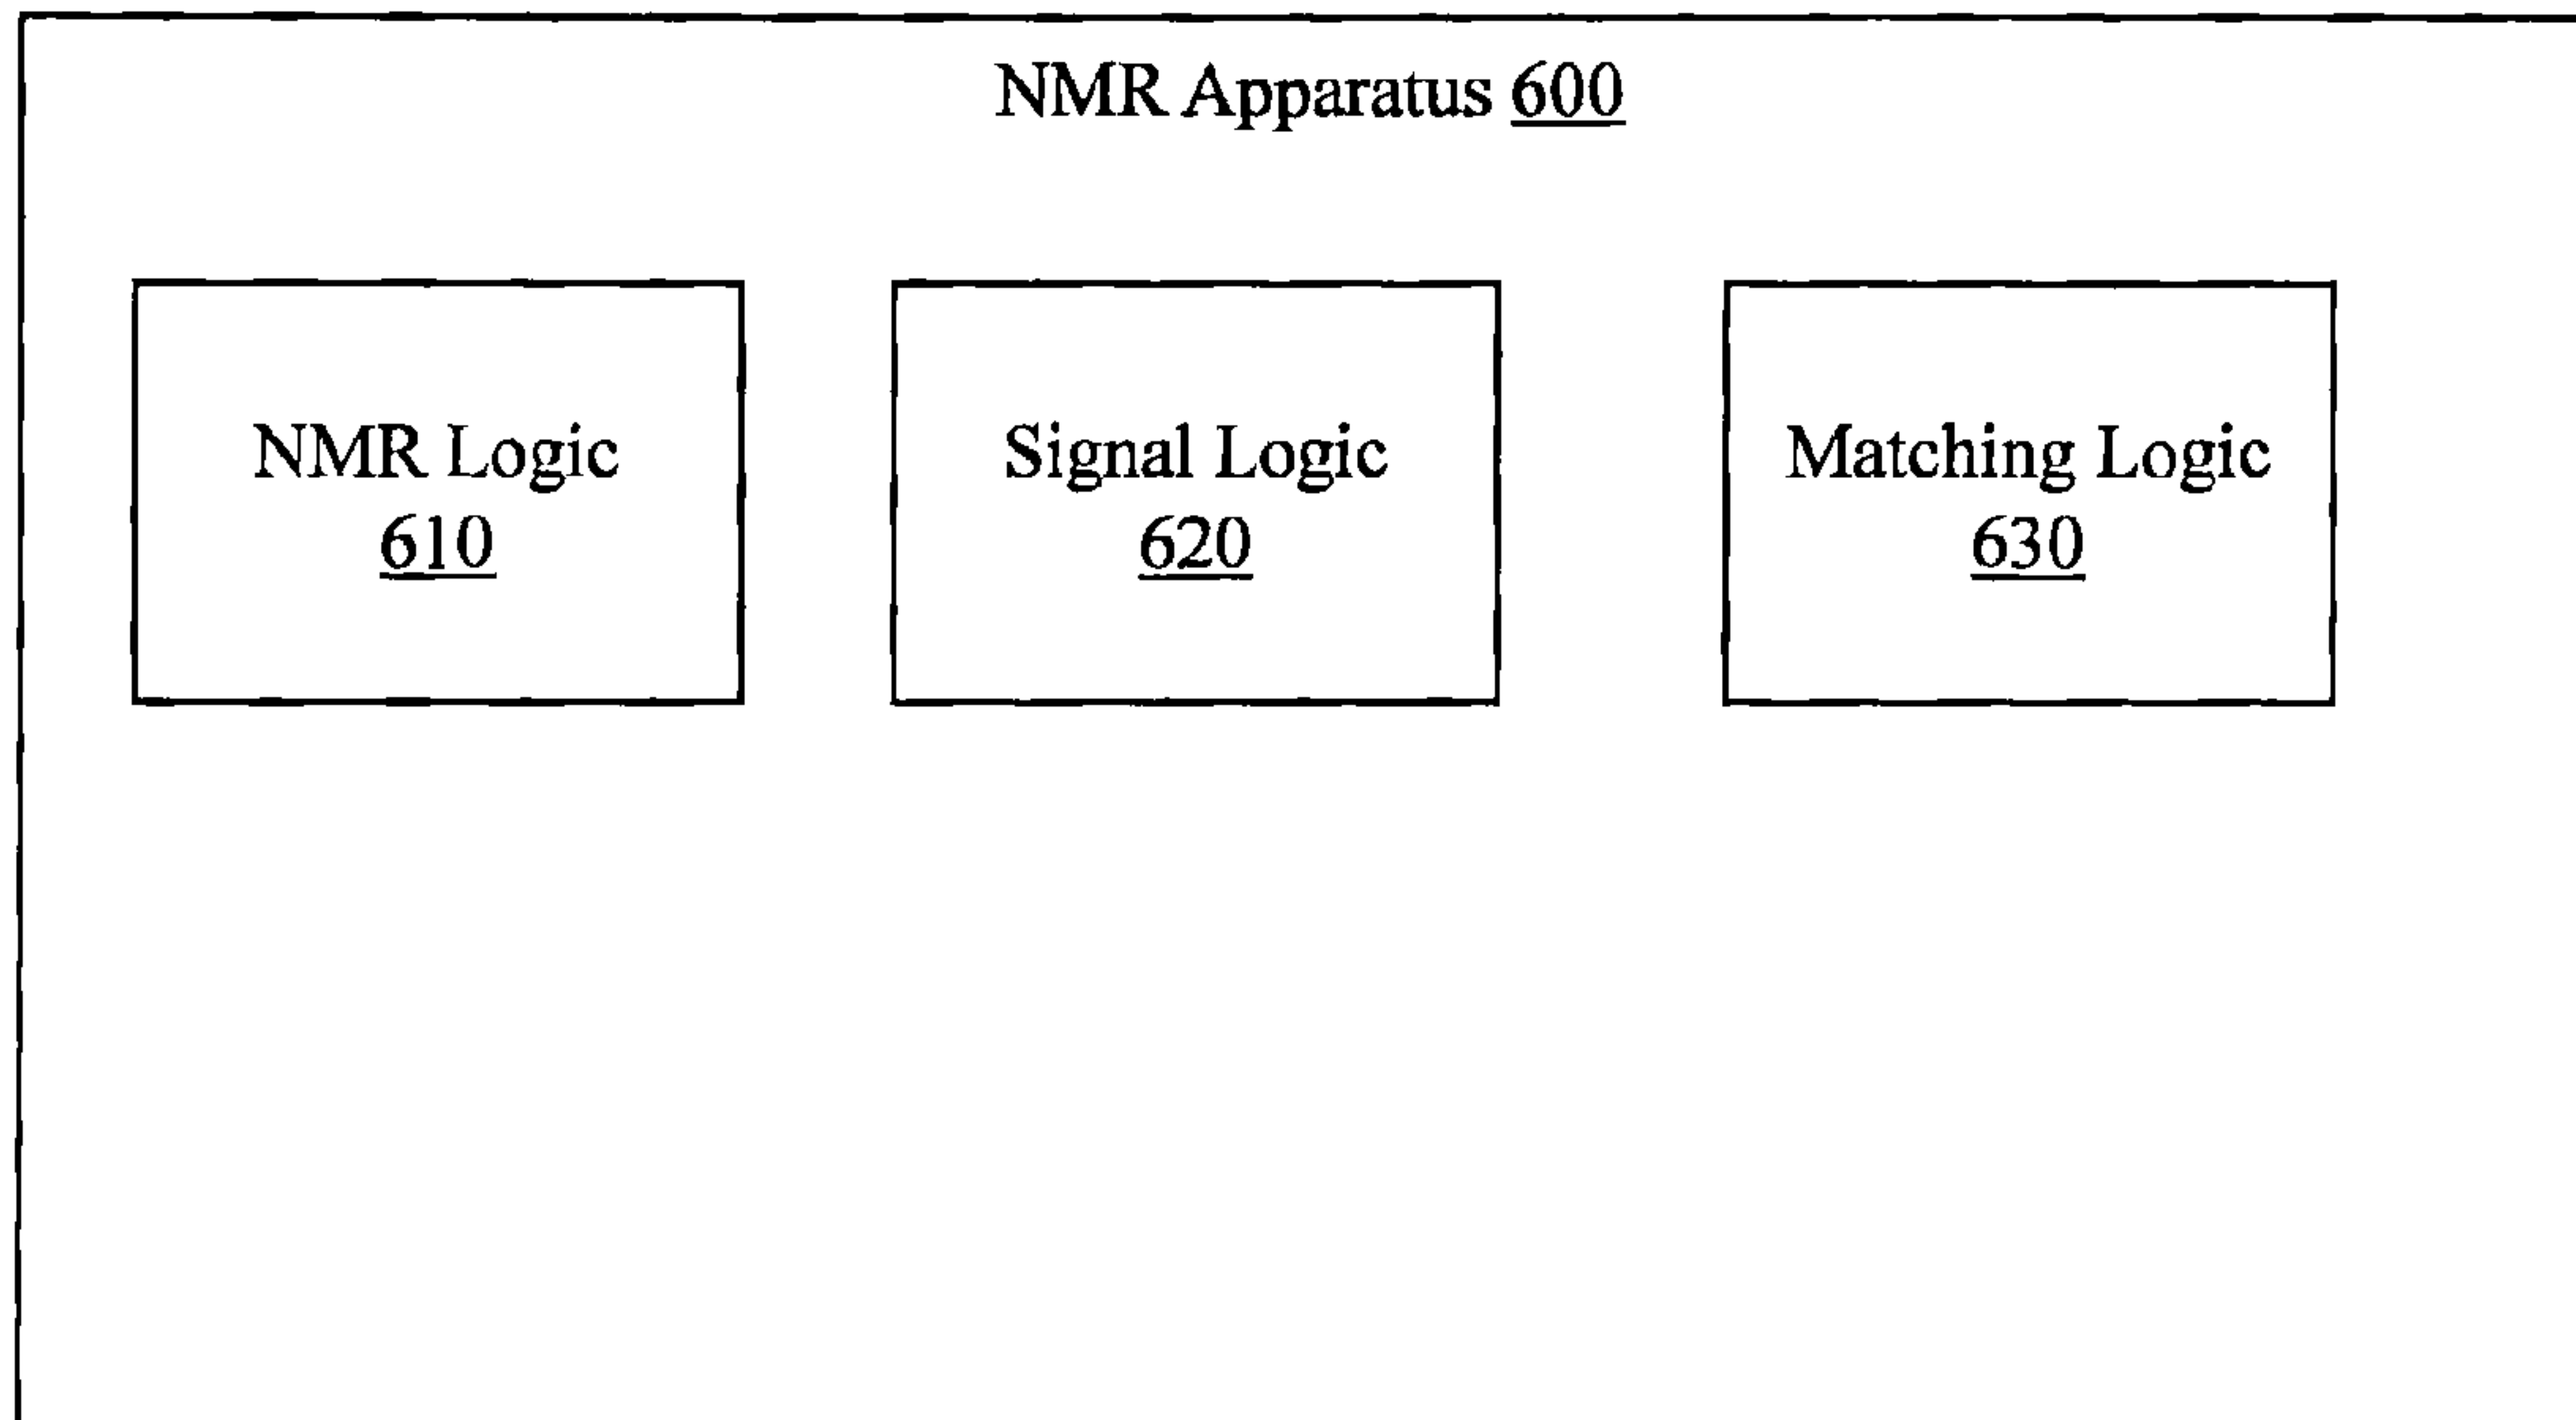 NMR Apparatus 600
NMR Logic
610
Signal Logic
620
Matching Logic
630